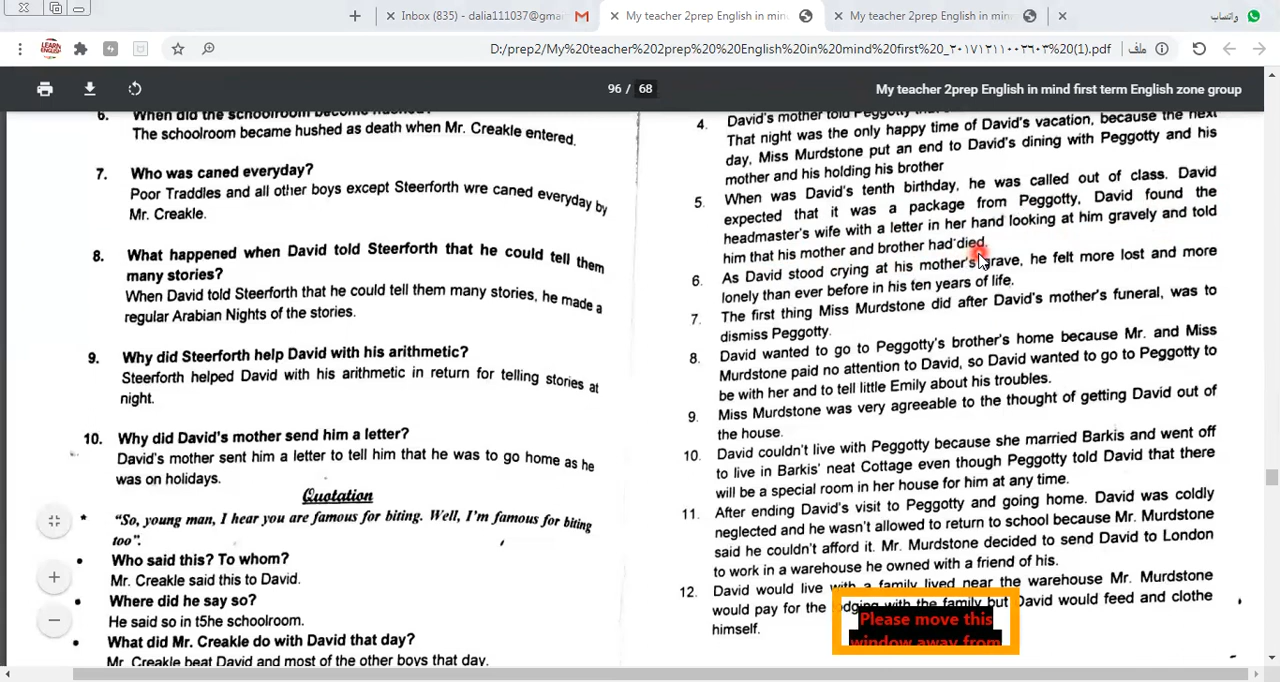 Inbox (835) - dalia111037@gma
My teacher 2prep English in mind
My teacher 2prep English in min
واتساب
D:/prep2/My%20teacher%202prep%20%20English%20in%20mind%20first%20_٢٠١٧١٢١١٠٠٢٦٠٣%20(1).pdf
ملف
96 / 68
My teacher 2prep English in mind first term English zone group
6. When did the schoolroom become hushed?
The schoolroom became hushed as death when Mr. Creakle entered.
7. Who was caned everyday?
Poor Traddles and all other boys except Steerforth wre caned everyday by
Mr. Creakle.
8. What happened when David told Steerforth that he could tell them
many stories?
When David told Steerforth that he could tell them many stories, he made a
regular Arabian Nights of the stories.
9. Why did Steerforth help David with his arithmetic?
Steerforth helped David with his arithmetic in return for telling stories at
night.
10. Why did David's mother send him a letter?
David's mother sent him a letter to tell him that he was to go home as he
was on holidays.
Quotation
* "So, young man, I hear you are famous for biting. Well, I'm famous for biting
too".
• Who said this? To whom?
Mr. Creakle said this to David.
• Where did he say so?
He said so in t5he schoolroom.
• What did Mr. Creakle do with David that day?
Mr. Creakle beat David and most of the other boys that day.
4. David's mother told Peggotty
That night was the only happy time of David's vacation, because the next
day, Miss Murdstone put an end to David's dining with Peggotty and his
mother and his holding his brother
5. When was David's tenth birthday, he was called out of class. David
expected that it was a package from Peggotty, David found the
headmaster's wife with a letter in her hand looking at him gravely and told
him that his mother and brother had died.
6. As David stood crying at his mother's grave, he felt more lost and more
lonely than ever before in his ten years of life.
7. The first thing Miss Murdstone did after David's mother's funeral, was to
dismiss Peggotty.
8. David wanted to go to Peggotty's brother's home because Mr. and Miss
Murdstone paid no attention to David, so David wanted to go to Peggotty to
be with her and to tell little Emily about his troubles.
9. Miss Murdstone was very agreeable to the thought of getting David out of
the house.
10. David couldn't live with Peggotty because she married Barkis and went off
to live in Barkis' neat Cottage even though Peggotty told David that there
will be a special room in her house for him at any time.
11. After ending David's visit to Peggotty and going home. David was coldly
neglected and he wasn't allowed to return to school because Mr. Murdstone
said he couldn't afford it. Mr. Murdstone decided to send David to London
to work in a warehouse he owned with a friend of his.
12. David would live with a family lived near the warehouse Mr. Murdstone
would pay for the lodging with the family but David would feed and clothe
himself.
Please move this
window away from